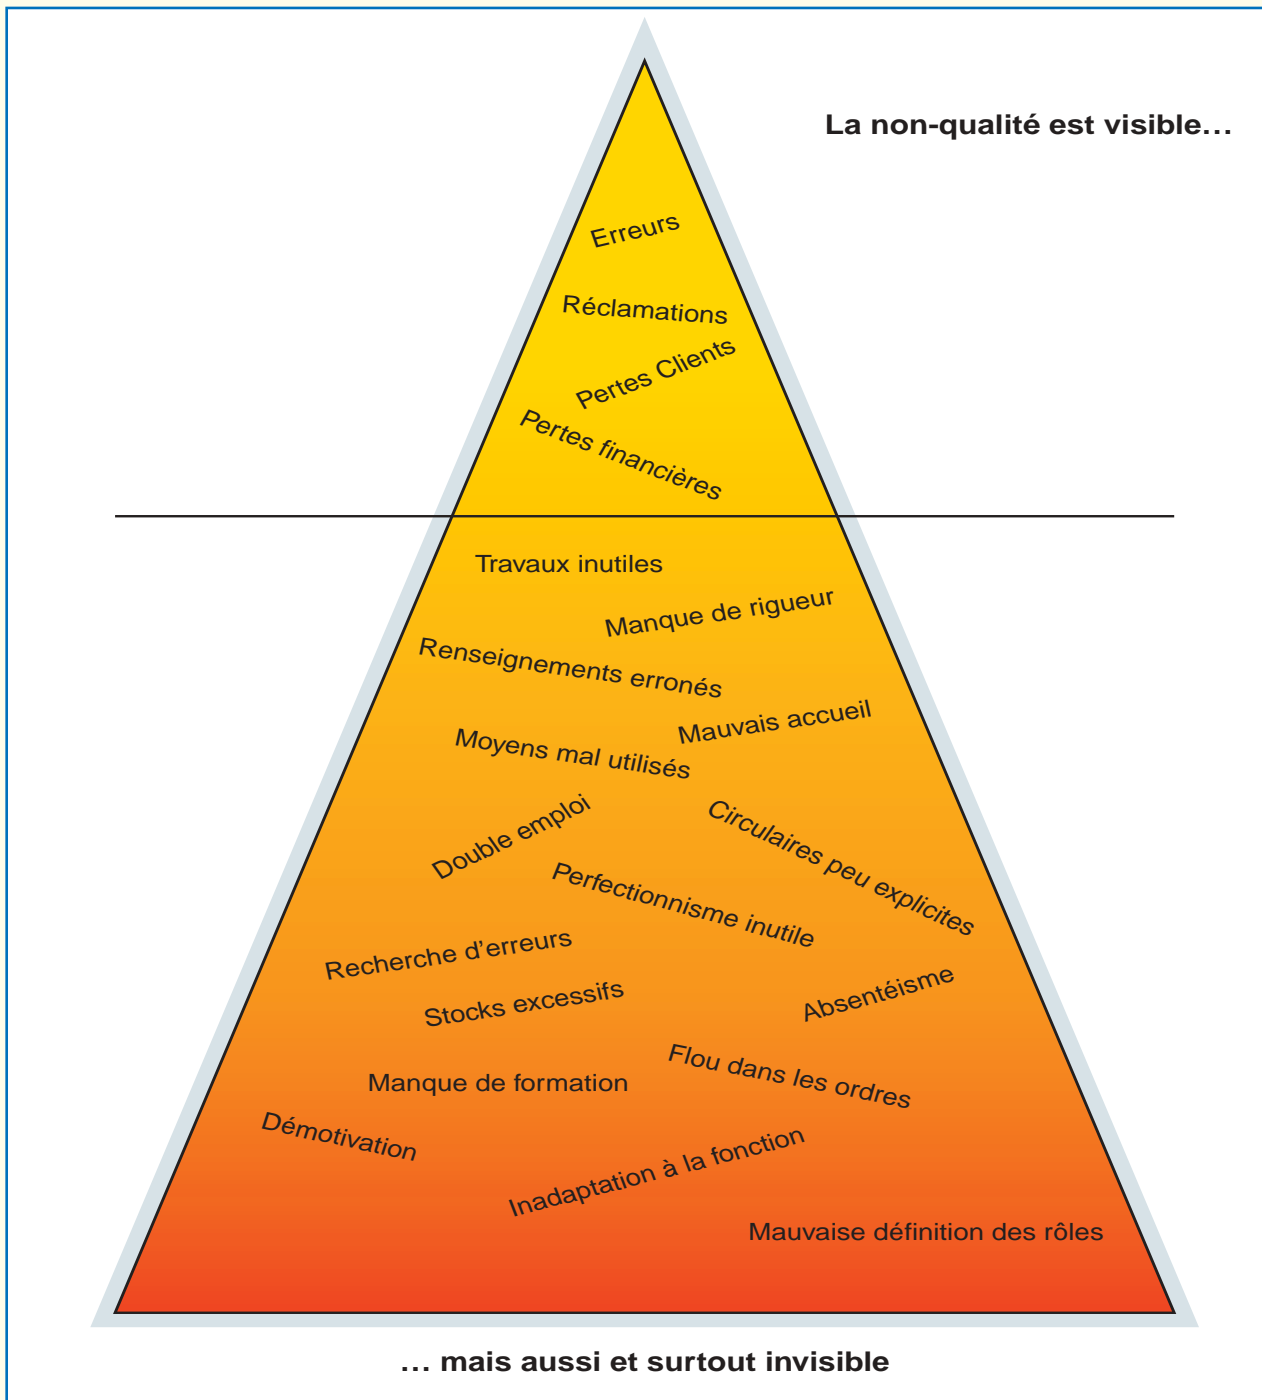 La non-qualité est visible…
Erreurs
Réclamations
Pertes Clients
Pertes financières
Travaux inutiles
Manque de rigueur
Renseignements erronés
Mauvais accueil
Moyens mal utilisés
Double emploi
Circulaires peu explicites
Perfectionnisme inutile
Recherche d’erreurs
Absentéisme
Stocks excessifs
Flou dans les ordres
Manque de formation
Démotivation
Inadaptation à la fonction
Mauvaise définition des rôles
… mais aussi et surtout invisible